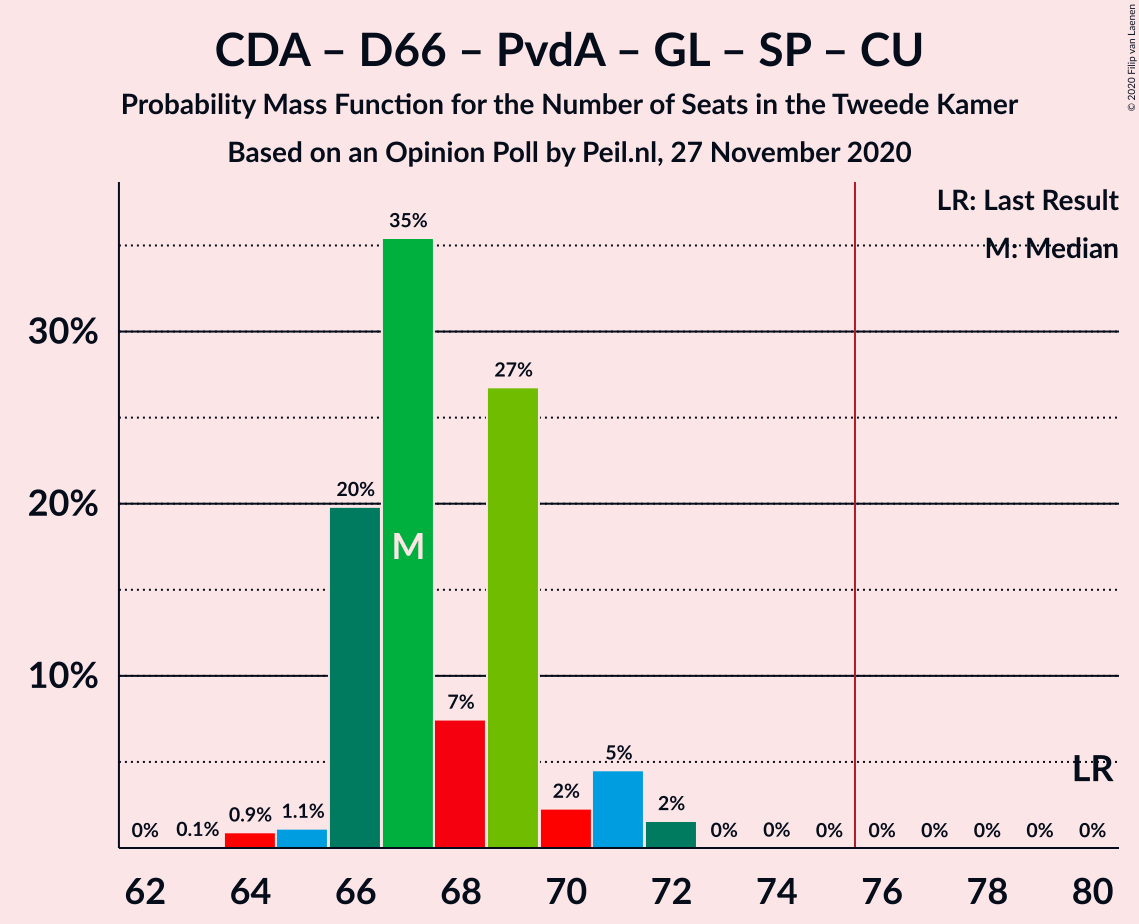 CDA – D66 – PvdA – GL – SP – CU
Probability Mass Function for the Number of Seats in the Tweede Kamer
Based on an Opinion Poll by Peil.nl, 27 November 2020
© 2020 Filip van Laenen
LR: Last Result
M: Median
30%
20%
10%
0%
0.1%
0.9%
1.1%
20%
35%
7%
27%
2%
5%
2%
0%
0%
0%
0%
0%
0%
0%
0%
M
LR
62 64 66 68 70 72 74 76 78 80